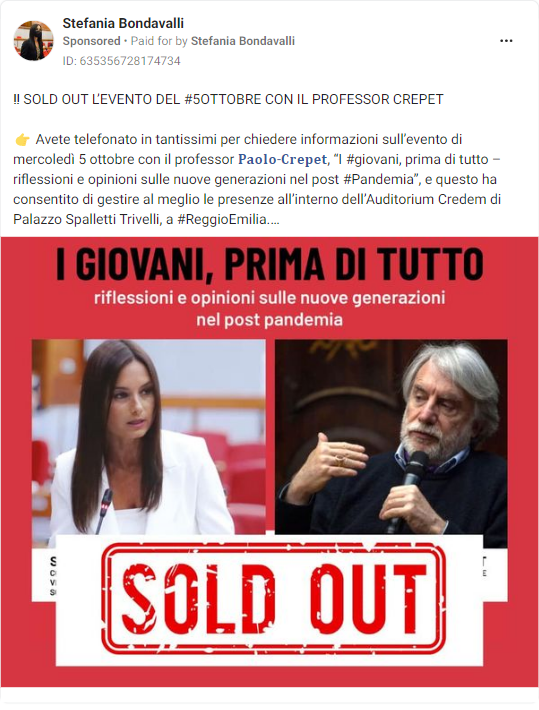 Stefania Bondavalli
Sponsored • Paid for by Stefania Bondavalli
ID: 635356728174734
‼ SOLD OUT L'EVENTO DEL #5OTTOBRE CON IL PROFESSOR CREPET
👉 Avete telefonato in tantissimi per chiedere informazioni sull'evento di
mercoledì 5 ottobre con il professor 𝐏𝐚𝐨𝐥𝐨-𝐂𝐫𝐞𝐩𝐞𝐭, "I #giovani, prima di tutto –
riflessioni e opinioni sulle nuove generazioni nel post #Pandemia", e questo ha
consentito di gestire al meglio le presenze all'interno dell'Auditorium Credem di
Palazzo Spalletti Trivelli, a #ReggioEmilia....
I GIOVANI, PRIMA DI TUTTO
riflessioni e opinioni sulle nuove generazioni
nel post pandemia
SOLD OUT